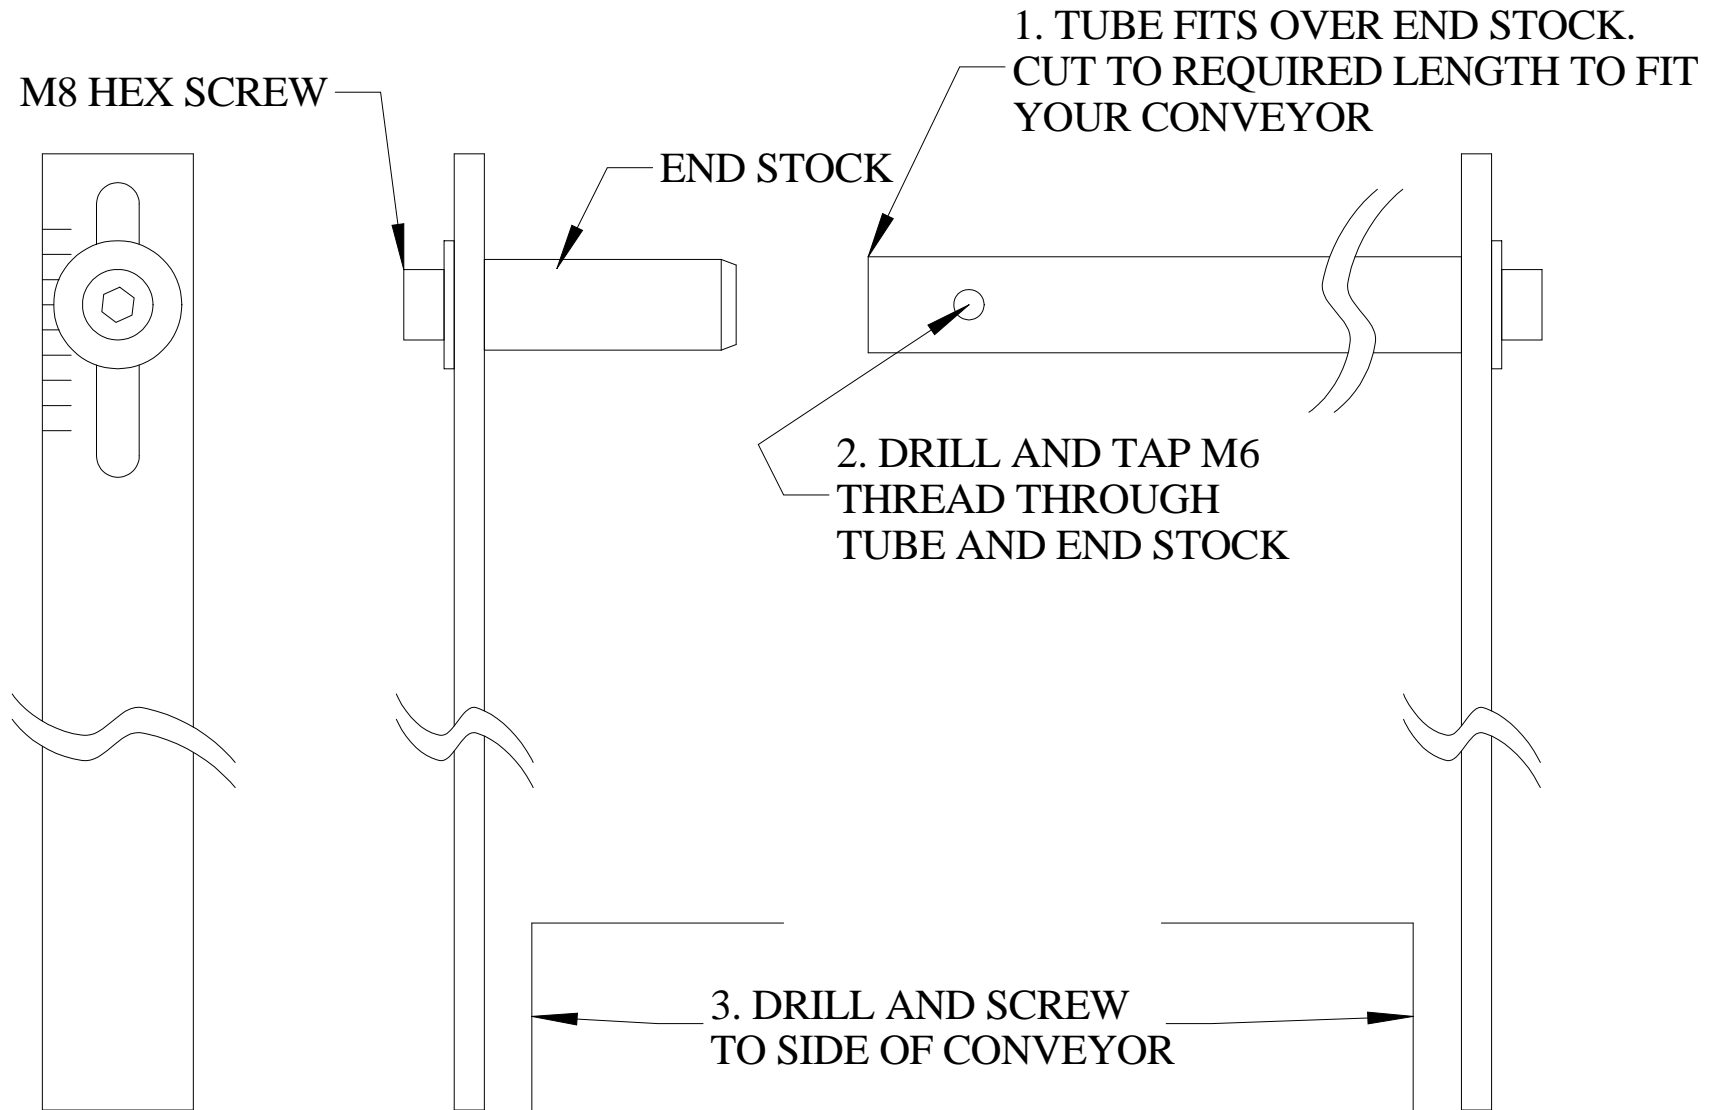 1. TUBE FITS OVER END STOCK.
CUT TO REQUIRED LENGTH TO FIT
YOUR CONVEYOR
M8 HEX SCREW
END STOCK
2. DRILL AND TAP M6
THREAD THROUGH
TUBE AND END STOCK
3. DRILL AND SCREW
TO SIDE OF CONVEYOR